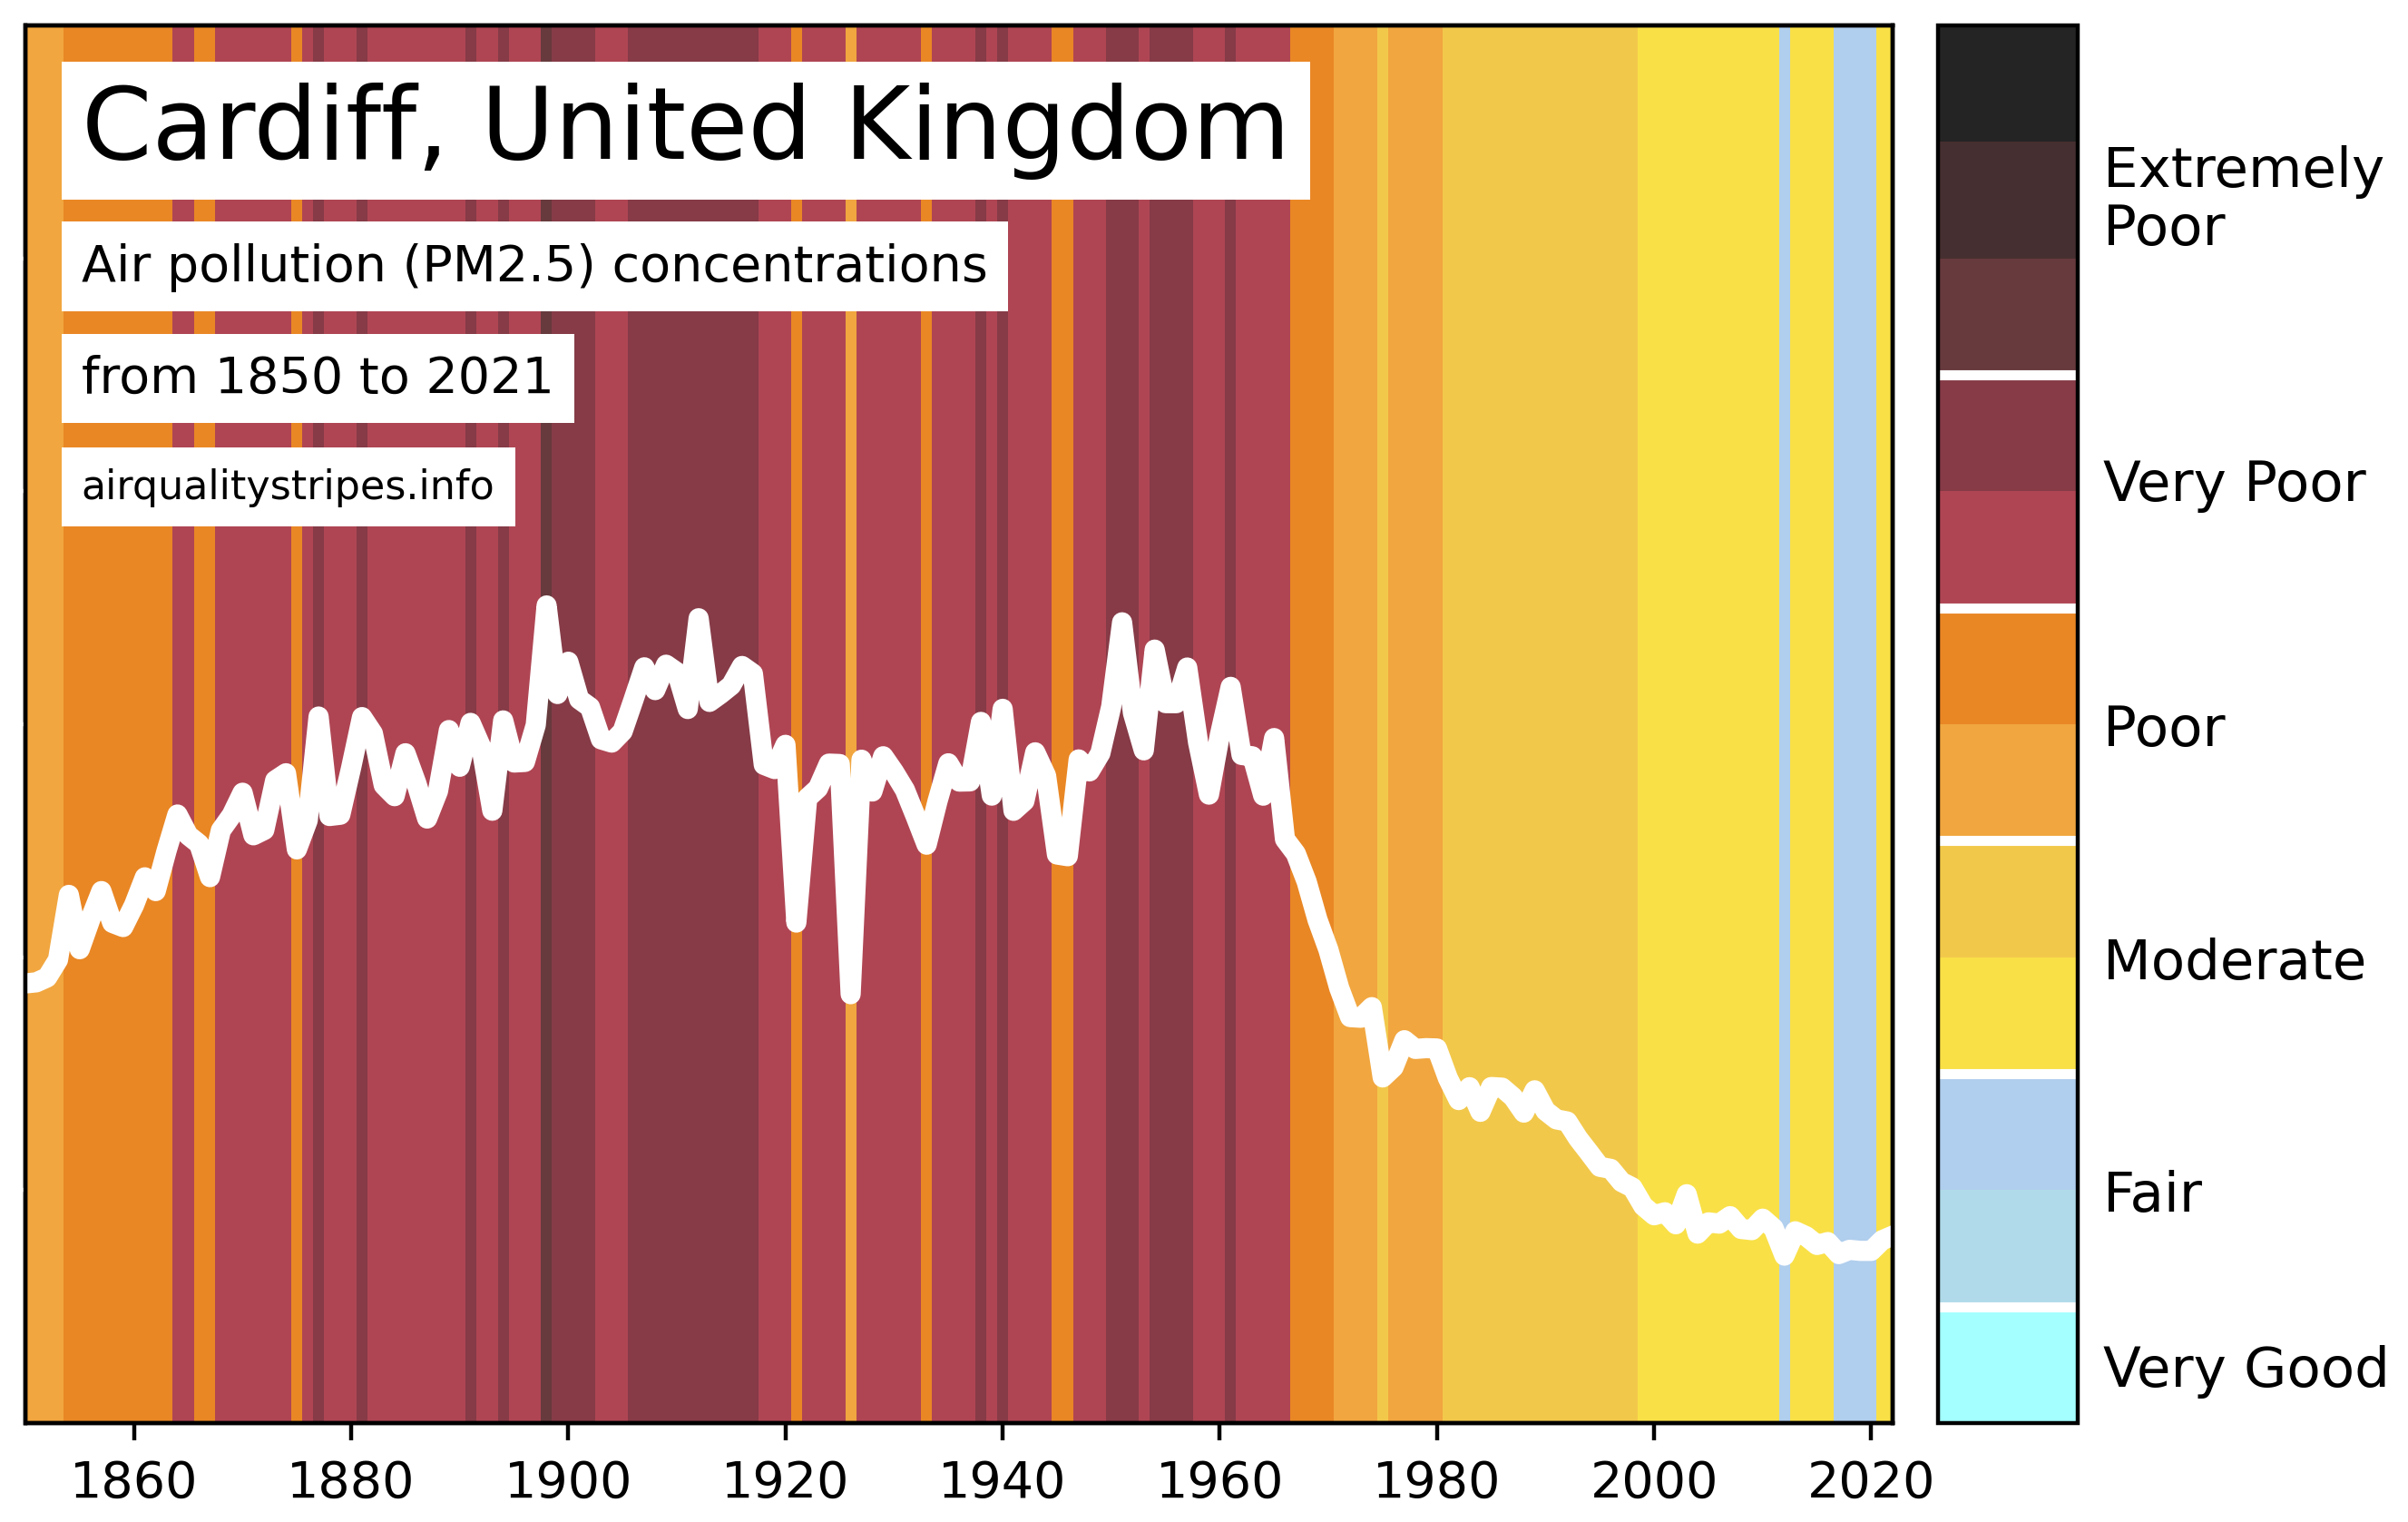 Cardiff, United Kingdom
Air pollution (PM2.5) concentrations
from 1850 to 2021
airqualitystripes.info
Extremely
Poor
Very Poor
Poor
Moderate
Fair
Very Good
1860 1880 1900 1920 1940 1960 1980 2000 2020